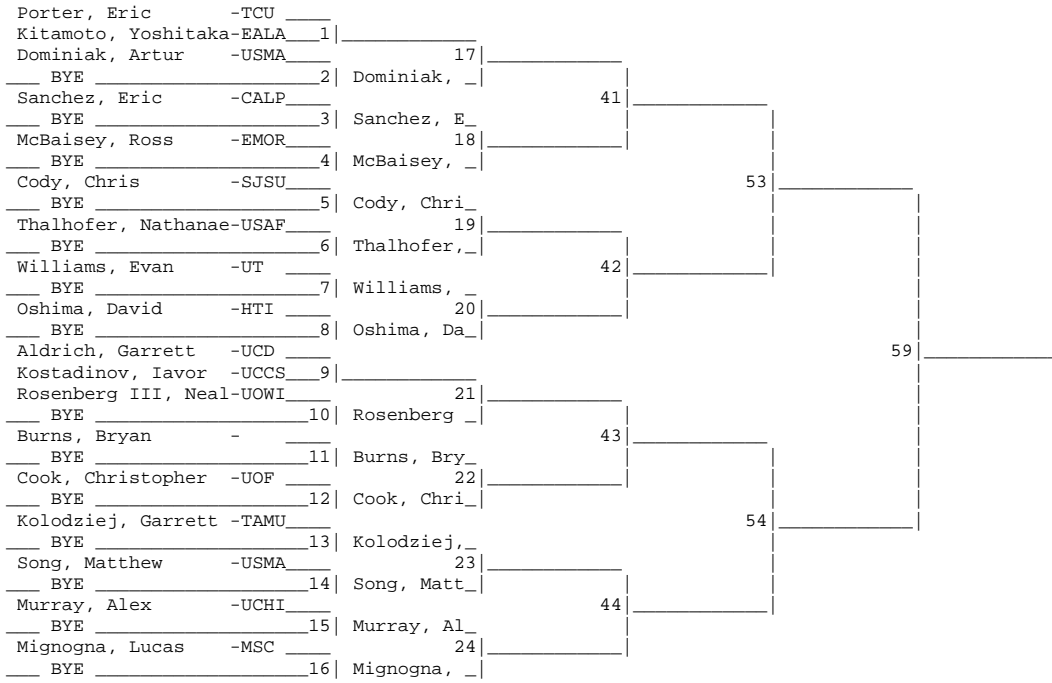 Porter, Eric -TCU ____
Kitamoto, Yoshitaka-EALA___1|____________
Dominiak, Artur -USMA____ 17|____________
___ BYE ____________________2| Dominiak, _| |
Sanchez, Eric -CALP____ 41|____________
___ BYE ____________________3| Sanchez, E_ | |
McBaisey, Ross -EMOR____ 18|____________| |
___ BYE ____________________4| McBaisey, _| |
Cody, Chris -SJSU____ 53|____________
___ BYE ____________________5| Cody, Chri_ | |
Thalhofer, Nathanae-USAF____ 19|____________ | |
___ BYE ____________________6| Thalhofer,_| | | |
Williams, Evan -UT ____ 42|____________| |
___ BYE ____________________7| Williams, _ | |
Oshima, David -HTI ____ 20|____________| |
___ BYE ____________________8| Oshima, Da_| |
Aldrich, Garrett -UCD ____ 59|____________
Kostadinov, Iavor -UCCS___9|____________ |
Rosenberg III, Neal-UOWI____ 21|____________ |
___ BYE ___________________10| Rosenberg _| | |
Burns, Bryan - ____ 43|____________ |
___ BYE ___________________11| Burns, Bry_ | | |
Cook, Christopher -UOF ____ 22|____________| | |
___ BYE ___________________12| Cook, Chri_| | |
Kolodziej, Garrett -TAMU____ 54|____________|
___ BYE ___________________13| Kolodziej,_ |
Song, Matthew -USMA____ 23|____________ |
___ BYE ___________________14| Song, Matt_| | |
Murray, Alex -UCHI____ 44|____________|
___ BYE ___________________15| Murray, Al_ |
Mignogna, Lucas -MSC ____ 24|____________|
___ BYE ___________________16| Mignogna, _|